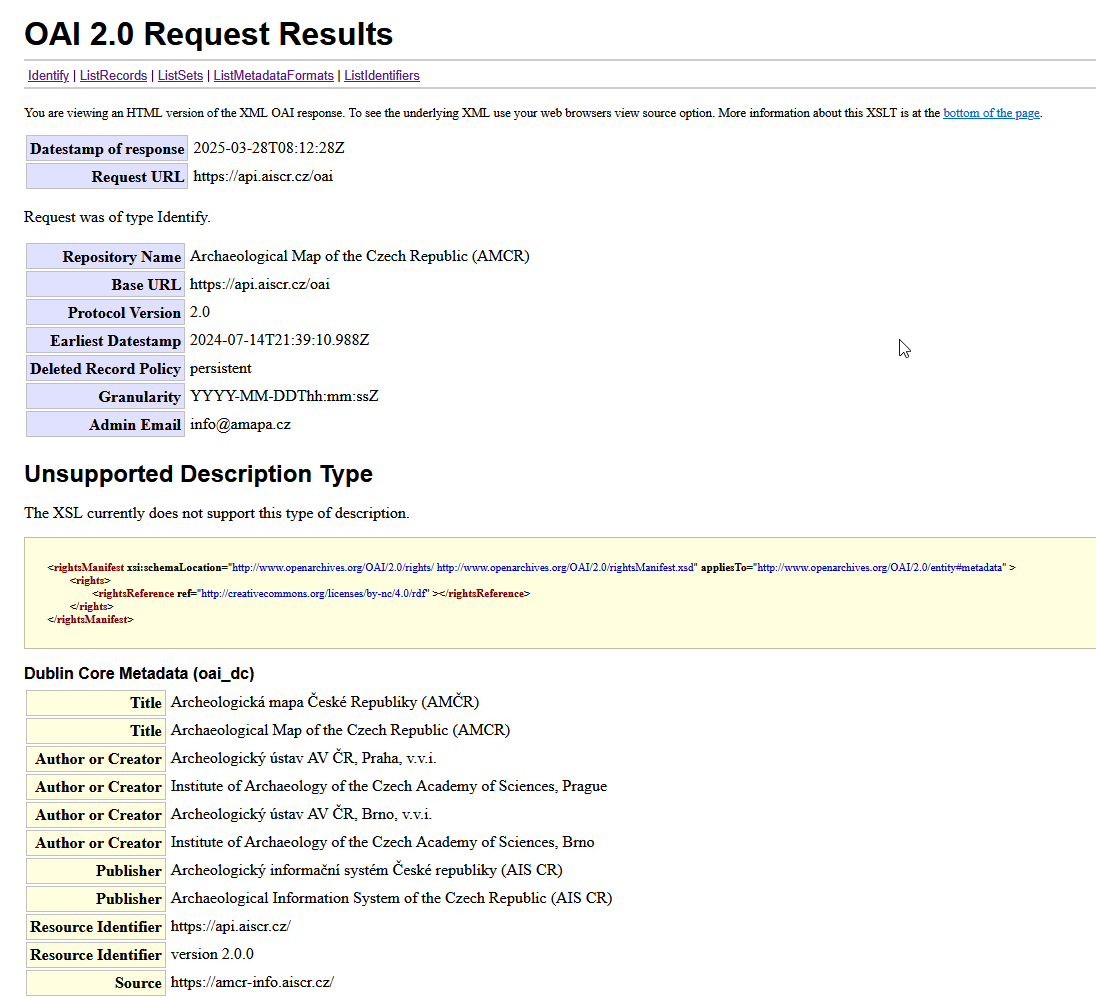 OAI 2.0 Request Results
Identify | ListRecords | ListSets | ListMetadataFormats | ListIdentifiers
You are viewing an HTML version of the XML OAI response. To see the underlying XML use your web browsers view source option. More information about this XSLT is at the bottom of the page.
Datestamp of response 2025-03-28T08:12:28Z
Request URL https://api.aiscr.cz/oai
Request was of type Identify.
Repository Name Archaeological Map of the Czech Republic (AMCR)
Base URL https://api.aiscr.cz/oai
Protocol Version 2.0
Earliest Datestamp 2024-07-14T21:39:10.988Z
Deleted Record Policy persistent
Granularity YYYY-MM-DDThh:mm:ssZ
Admin Email info@amapa.cz
Unsupported Description Type
The XSL currently does not support this type of description.
<rightsManifest xsi:schemaLocation="http://www.openarchives.org/OAI/2.0/rights/ http://www.openarchives.org/OAI/2.0/rightsManifest.xsd" appliesTo="http://www.openarchives.org/OAI/2.0/entity#metadata" >
<rights>
<rightsReference ref="http://creativecommons.org/licenses/by-nc/4.0/rdf" ></rightsReference>
</rights>
</rightsManifest>
Dublin Core Metadata (oai_dc)
Title Archeologická mapa České Republiky (AMČR)
Title Archaeological Map of the Czech Republic (AMCR)
Author or Creator Archeologický ústav AV ČR, Praha, v.v.i.
Author or Creator Institute of Archaeology of the Czech Academy of Sciences, Prague
Author or Creator Archeologický ústav AV ČR, Brno, v.v.i.
Author or Creator Institute of Archaeology of the Czech Academy of Sciences, Brno
Publisher Archeologický informační systém České republiky (AIS CR)
Publisher Archaeological Information System of the Czech Republic (AIS CR)
Resource Identifier https://api.aiscr.cz/
Resource Identifier version 2.0.0
Source https://amcr-info.aiscr.cz/